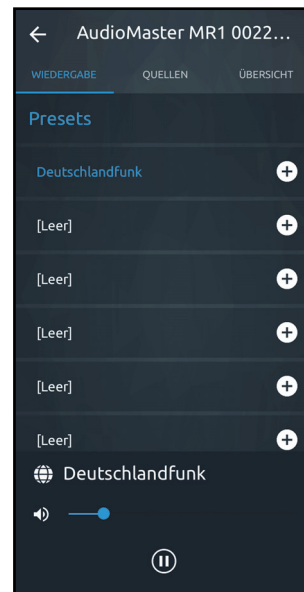 AudioMaster MR1 0022...
WIEDERGABE QUELLEN ÜBERSICHT
Presets
Deutschlandfunk
[Leer]
[Leer]
[Leer]
[Leer]
[Leer]
Deutschlandfunk